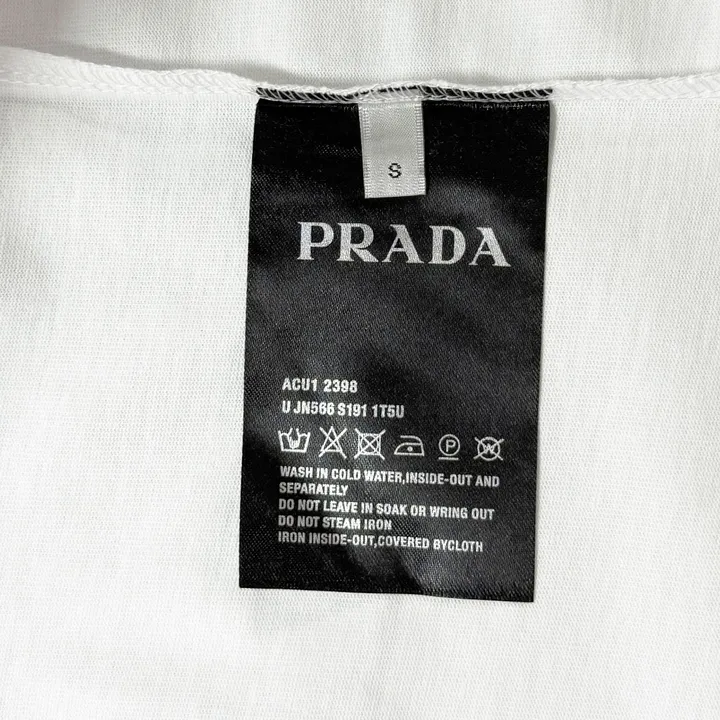 S
PRADA
ACU1 2398
U JN566 S191 1T5U
P W
WASH IN COLD WATER,INSIDE-OUT AND
SEPARATELY
DO NOT LEAVE IN SOAK OR WRING OUT
DO NOT STEAM IRON
IRON INSIDE-OUT,COVERED BYCLOTH